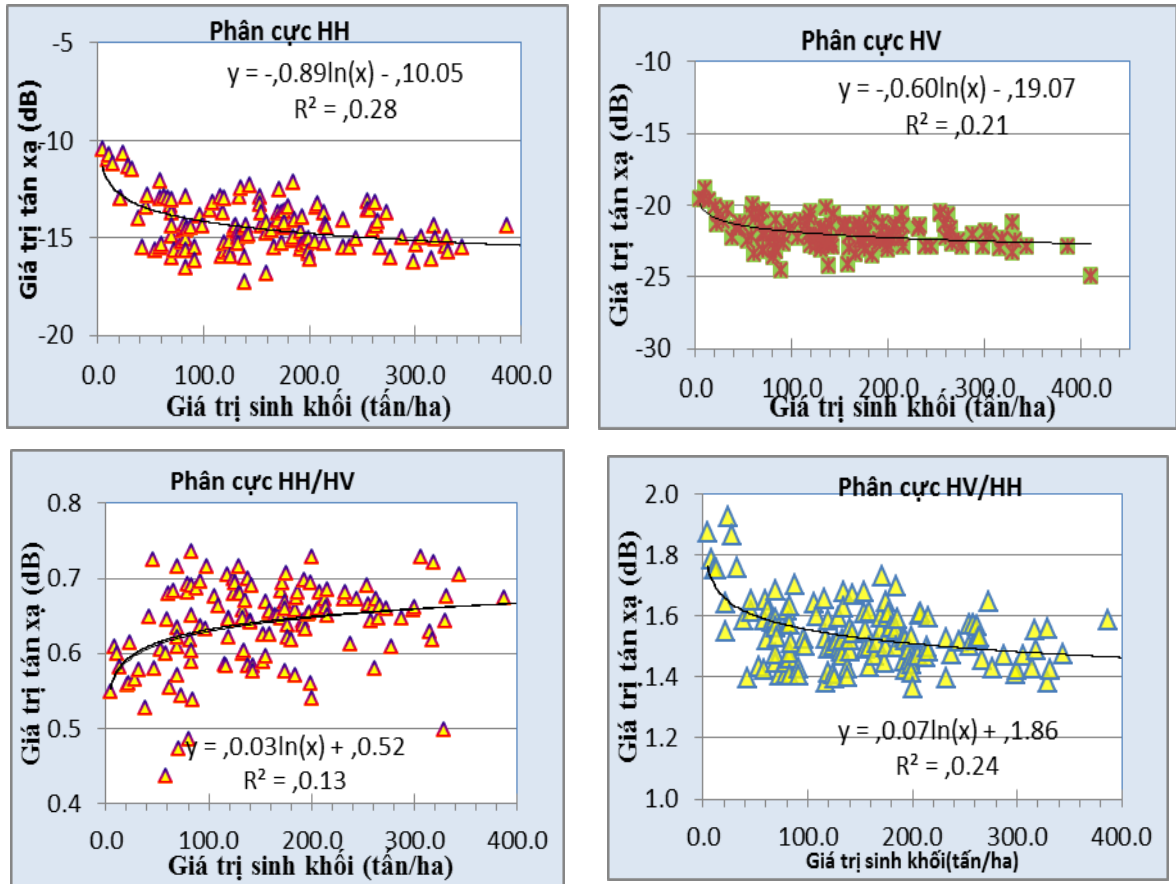 Phân cực HH
y = -,0.89ln(x) - ,10.05
R² = ,0.28
Giá trị tán xạ (dB)
-5
-10
-15
-20
0.0 100.0 200.0 300.0 400.0
Giá trị sinh khối (tấn/ha)
Phân cực HV
y = -,0.60ln(x) - ,19.07
R² = ,0.21
Giá trị tán xạ (dB)
-10
-15
-20
-25
-30
0.0 100.0 200.0 300.0 400.0
Giá trị sinh khối (tấn/ha)
Phân cực HH/HV
Giá trị tán xạ (dB)
0.8
0.7
0.6
0.5
0.4
y = ,0.03ln(x) + ,0.52
R² = ,0.13
0.0 100.0 200.0 300.0 400.0
Giá trị sinh khối (tấn/ha)
Phân cực HV/HH
Giá trị tán xạ (dB)
2.0
1.8
1.6
1.4
1.2
1.0
y = ,0.07ln(x) + ,1.86
R² = ,0.24
0.0 100.0 200.0 300.0 400.0
Giá trị sinh khối(tấn/ha)